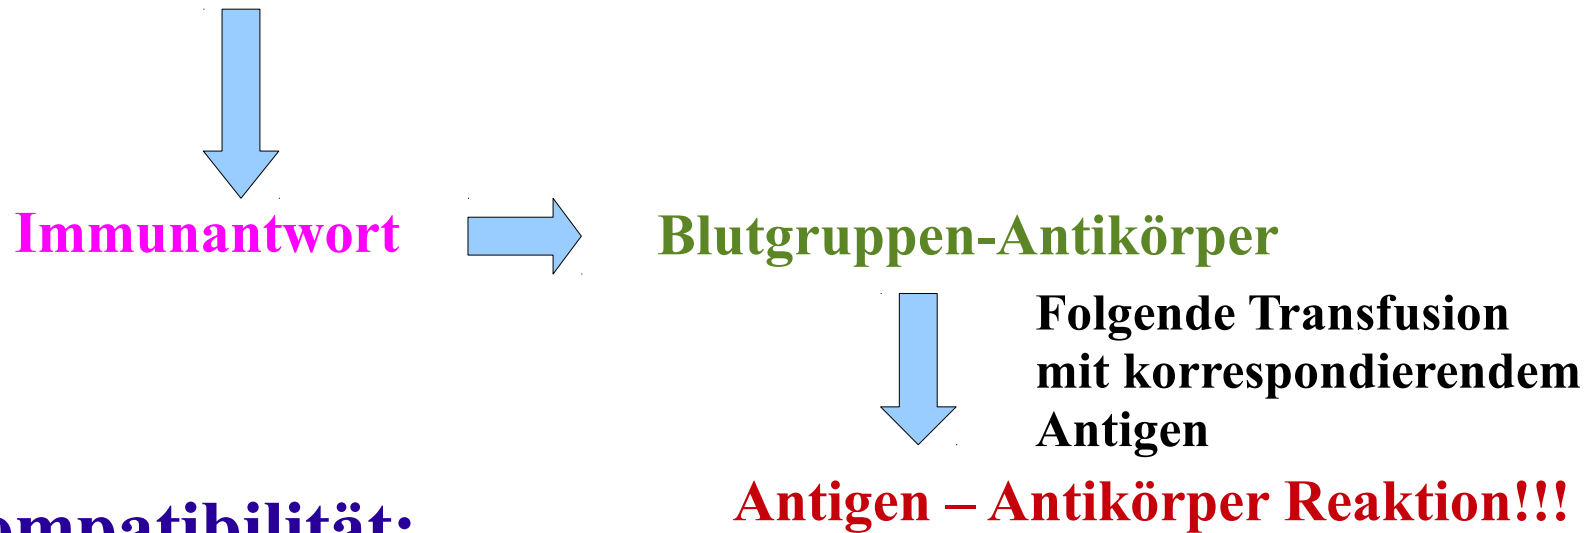 Immunantwort
Blutgruppen-Antikörper
Folgende Transfusion
mit korrespondierendem
Antigen
Antigen – Antikörper Reaktion!!!